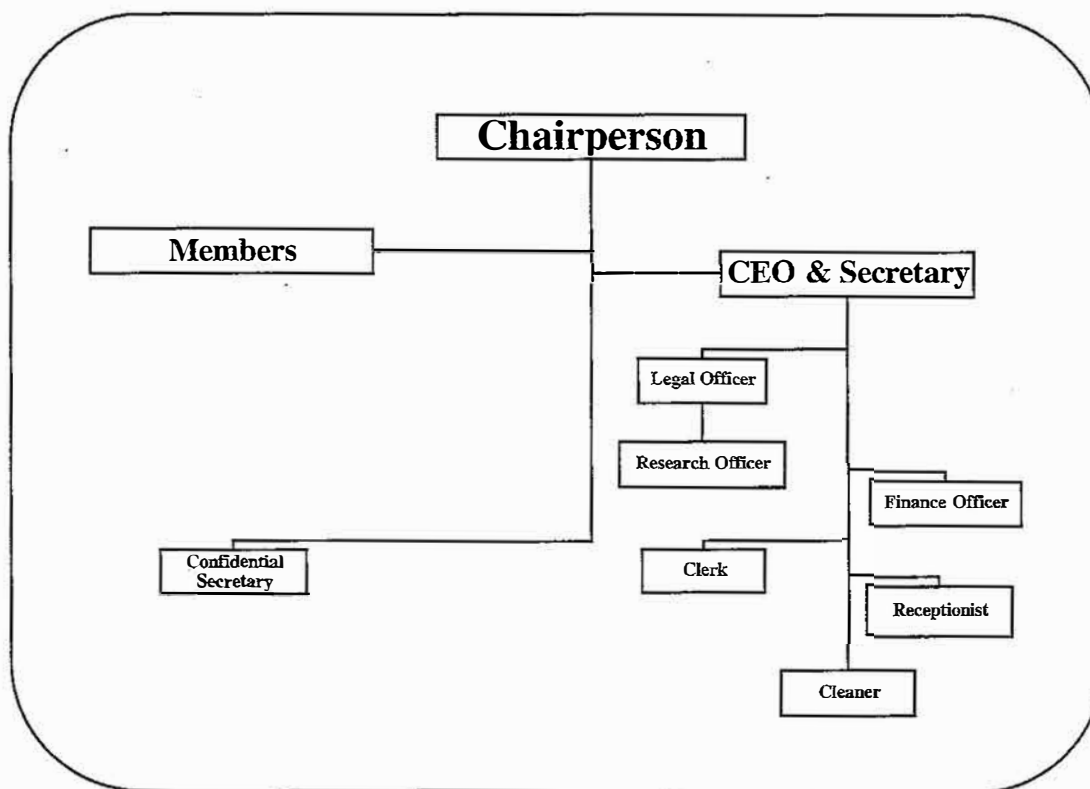 Chairperson
Members
CEO & Secretary
Legal Officer
Research Officer
Finance Officer
Confidential
Secretary
Clerk
Receptionist
Cleaner